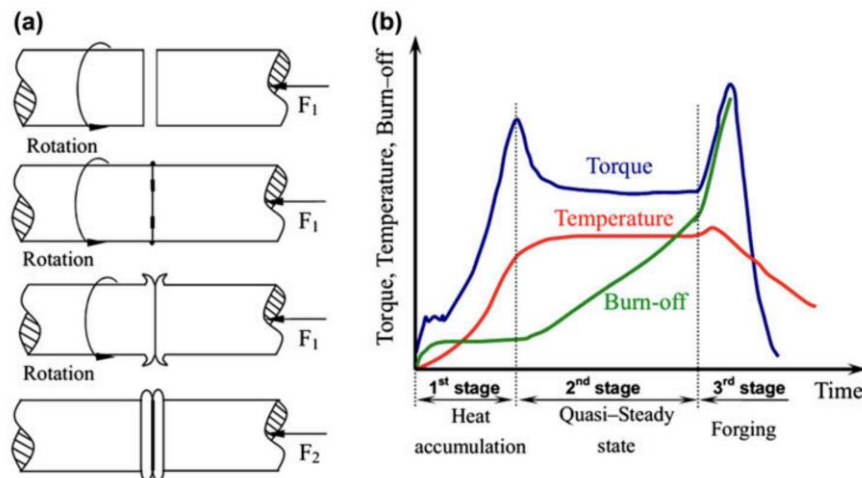 (a)
F₁
Rotation
F₁
Rotation
F₁
Rotation
F₂
(b)
Torque, Temperature, Burn–off
Torque
Temperature
Burn-off
1st stage
2nd stage
3rd stage
Time
Heat
accumulation
Quasi–Steady
state
Forging